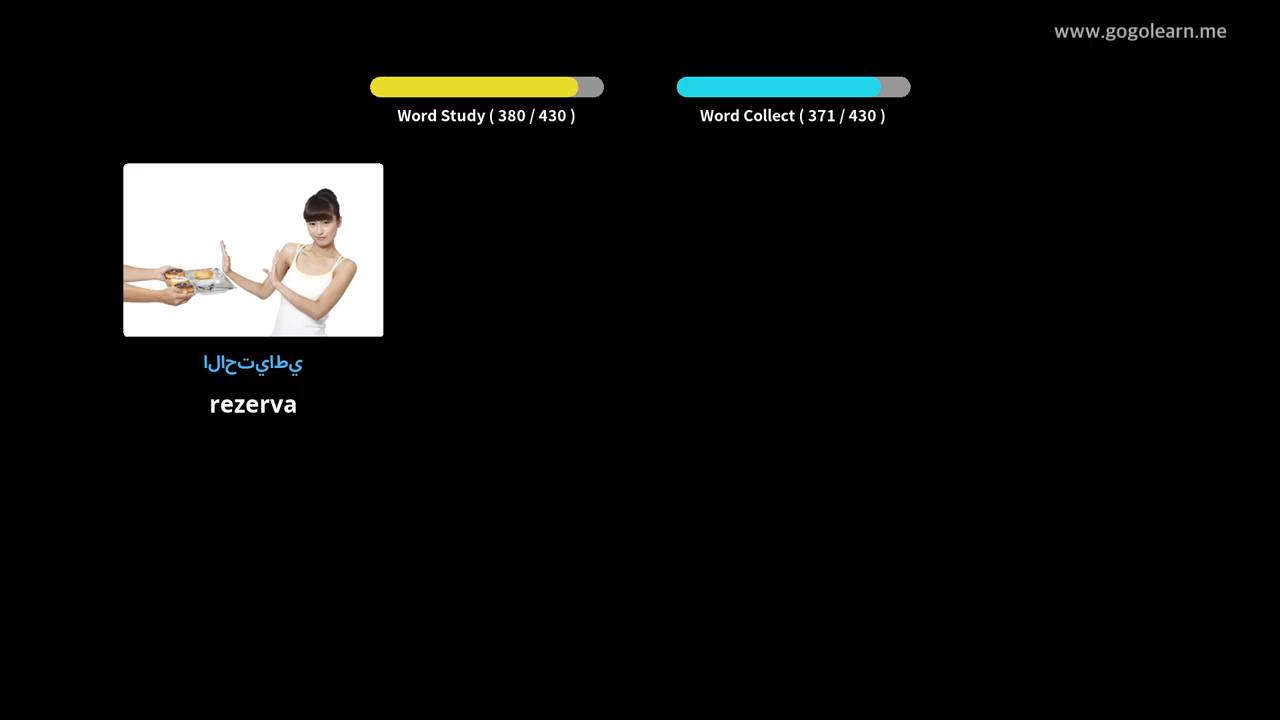 www.gogolearn.me
Word Study ( 380 / 430 )
Word Collect ( 371 / 430 )
الاحتياطي
rezerva